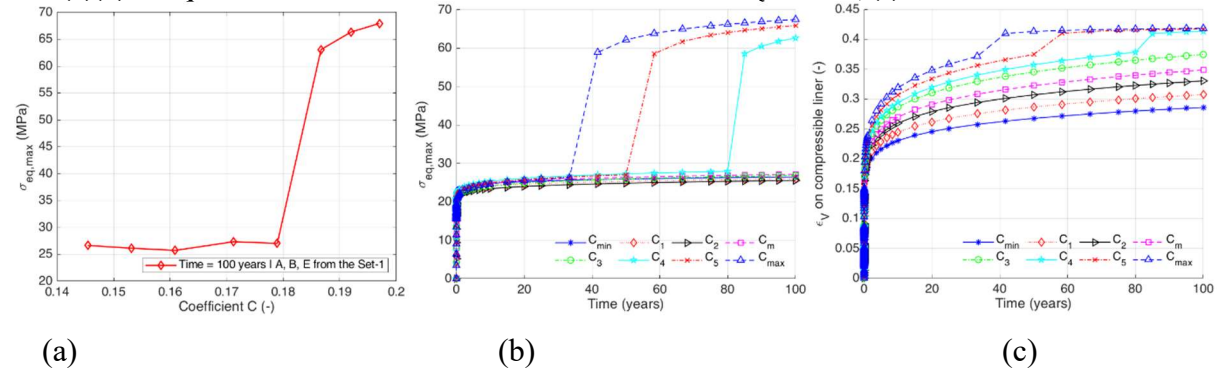 70
65
60
55
50
45
40
35
30
25
20
σeq,max (MPa)
Time = 100 years | A, B, E from the Set-1
0.14 0.15 0.16 0.17 0.18 0.19 0.2
Coefficient C (-)
(a)
70
60
50
40
30
20
10
0
σeq,max (MPa)
Cmin C1 C2 Cm
C3 C4 C5 Cmax
0 20 40 60 80 100
Time (years)
(b)
0.45
0.4
0.35
0.3
0.25
0.2
0.15
0.1
0.05
0
εV on compressible liner (-)
Cmin C1 C2 Cm
C3 C4 C5 Cmax
0 20 40 60 80 100
Time (years)
(c)